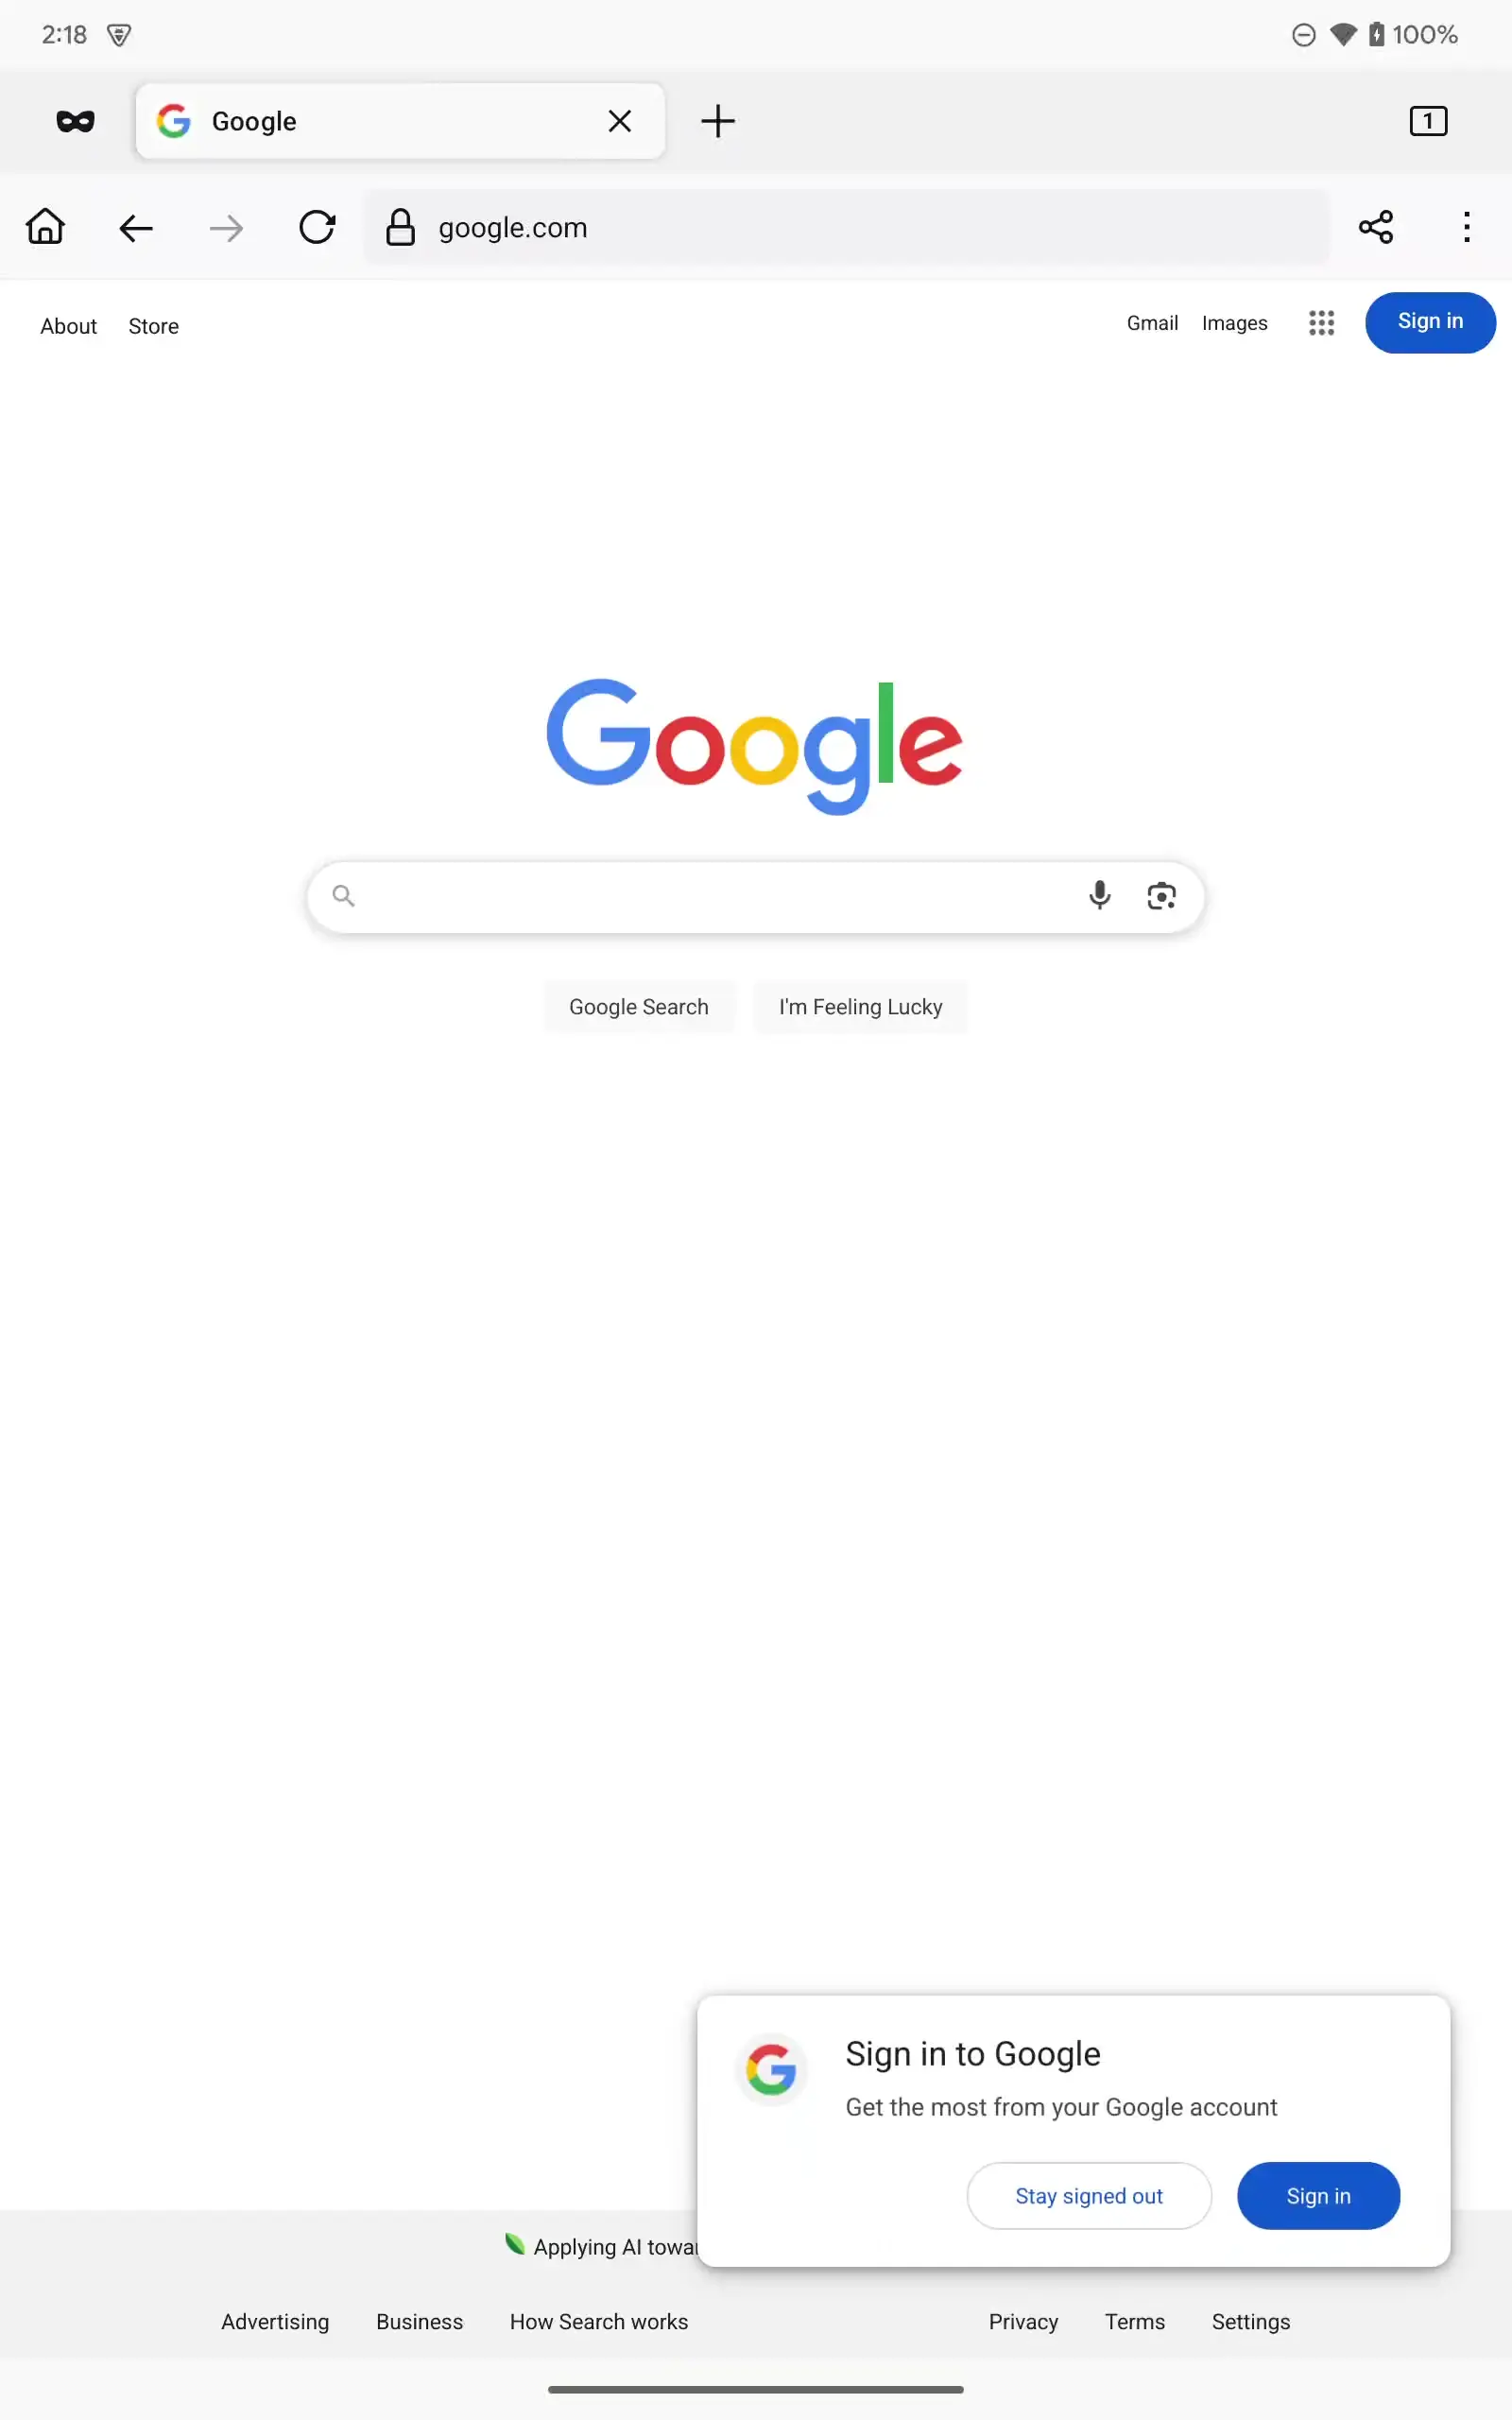 2:18
100%
Google
1
google.com
About Store
Gmail Images
Sign in
Google
Google Search
I'm Feeling Lucky
Sign in to Google
Get the most from your Google account
Stay signed out
Sign in
Applying AI
Advertising Business How Search works
Privacy Terms Settings